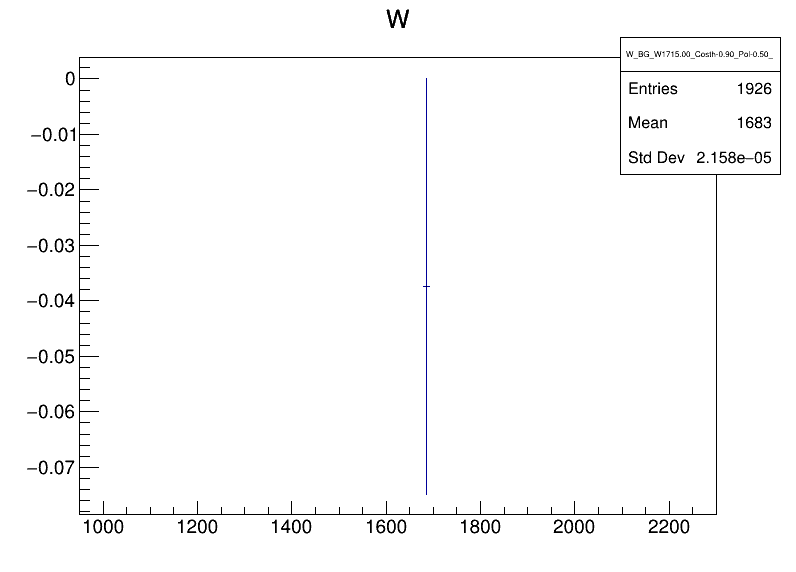 W
W_BG_W1715.00_Costh-0.90_Pol-0.50_
Entries 1926
Mean 1683
Std Dev 2.158e−05
0
−0.01
−0.02
−0.03
−0.04
−0.05
−0.06
−0.07
1000 1200 1400 1600 1800 2000 2200